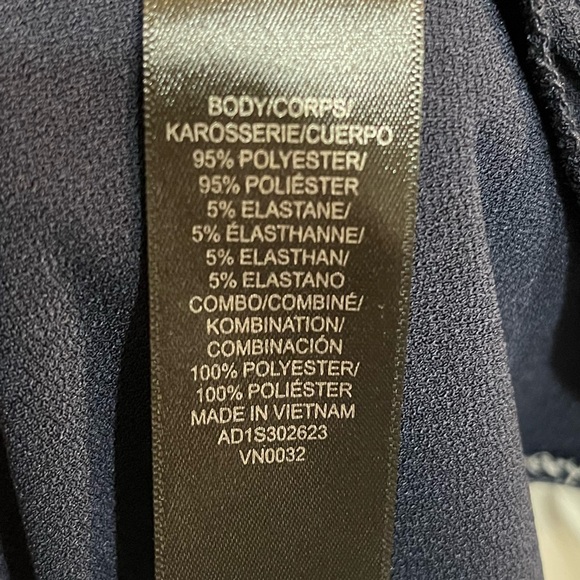 BODY/CORPS/
KAROSSERIE/CUERPO
95% POLYESTER/
95% POLIÉSTER
5% ELASTANE/
5% ÉLASTHANNE/
5% ELASTHAN/
5% ELASTANO
COMBO/COMBINÉ/
KOMBINATION/
COMBINACIÓN
100% POLYESTER/
100% POLIÉSTER
MADE IN VIETNAM
AD1S302623
VN0032